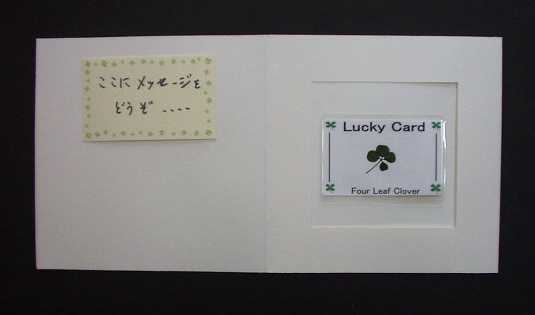 ここにメッセージを
どうぞ ‥‥
Lucky Card
Four Leaf Clover